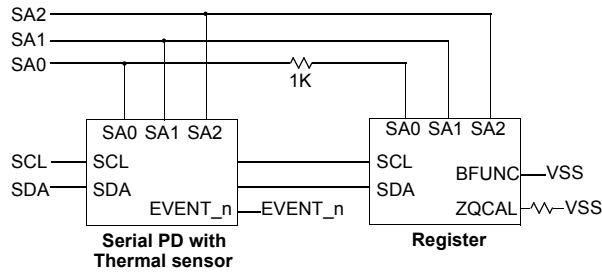 SA2
SA1
SA0
1K
SA0 SA1 SA2
SA0 SA1 SA2
SCL
SCL
SCL
BFUNC
VSS
SDA
SDA
SDA
EVENT_n
EVENT_n
ZQCAL
VSS
Serial PD with
Thermal sensor
Register